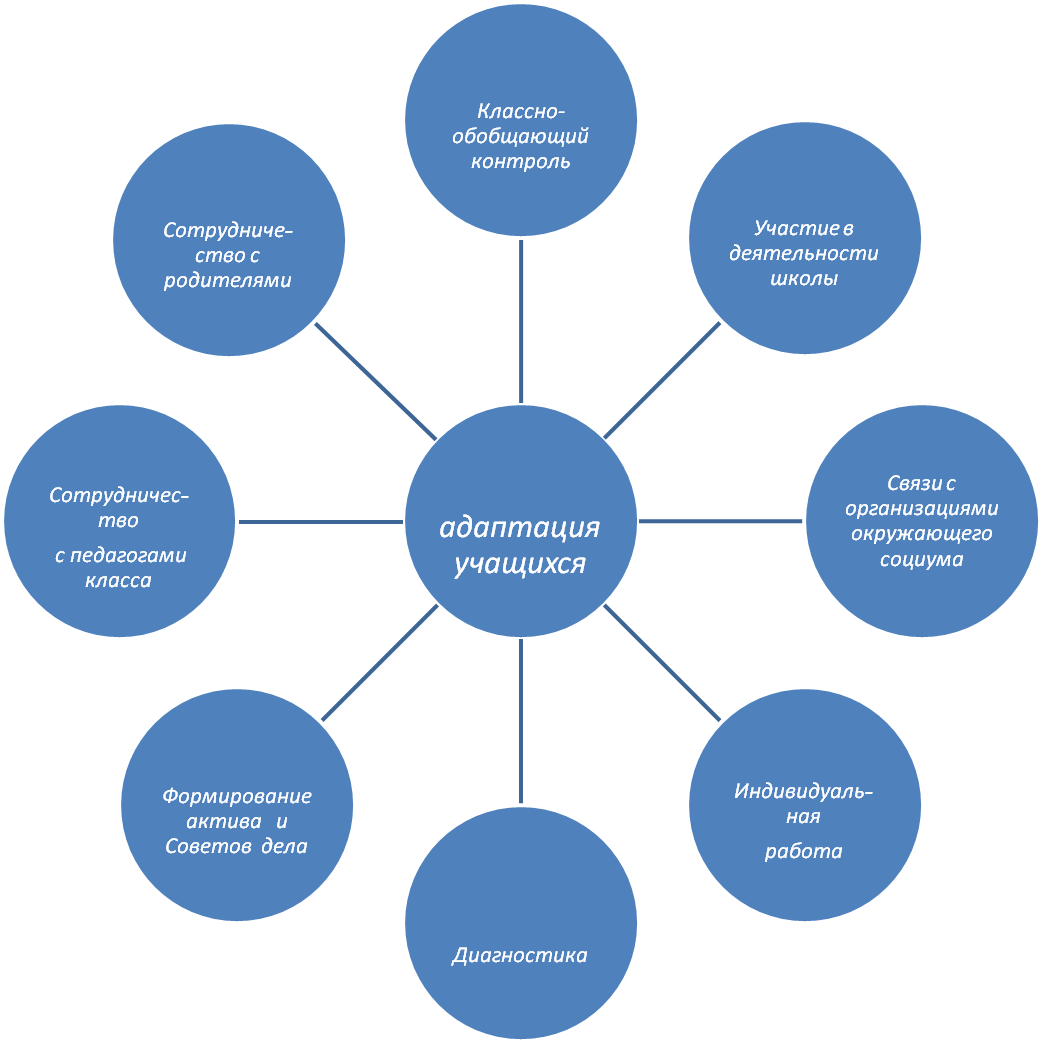 Классно-
обобщающий
контроль
Участие в
деятельности
школы
Связи с
организациями
окружающего
социума
Индивидуаль-
ная
работа
Диагностика
Формирование
актива и
Советов дела
Сотрудничес-
тво
с педагогами
класса
Сотрудниче-
ство с
родителями
адаптация
учащихся